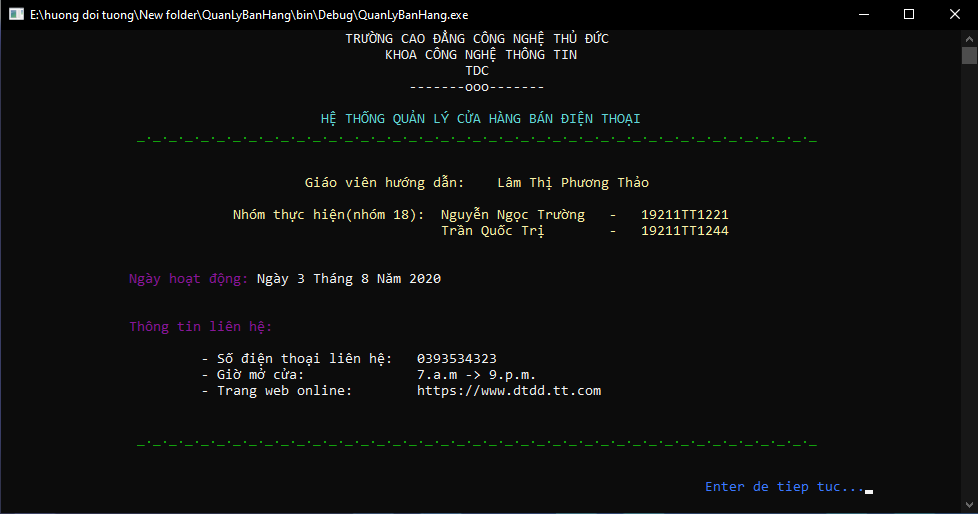 E:\huong doi tuong\New folder\QuanLyBanHang\bin\Debug\QuanLyBanHang.exe
TRƯỜNG CAO ĐẲNG CÔNG NGHỆ THỦ ĐỨC
KHOA CÔNG NGHỆ THÔNG TIN
TDC
-------ooo-------
HỆ THỐNG QUẢN LÝ CỬA HÀNG BÁN ĐIỆN THOẠI
_._._._._._._._._._._._._._._._._._._._._._._._._._._._._._._._._._._._._._._._._._._
Giáo viên hướng dẫn: Lâm Thị Phương Thảo
Nhóm thực hiện(nhóm 18): Nguyễn Ngọc Trường - 19211TT1221
Trần Quốc Trị - 19211TT1244
Ngày hoạt động: Ngày 3 Tháng 8 Năm 2020
Thông tin liên hệ:
- Số điện thoại liên hệ: 0393534323
- Giờ mở cửa: 7.a.m -> 9.p.m.
- Trang web online: https://www.dtdd.tt.com
_._._._._._._._._._._._._._._._._._._._._._._._._._._._._._._._._._._._._._._._._._._
Enter de tiep tuc...